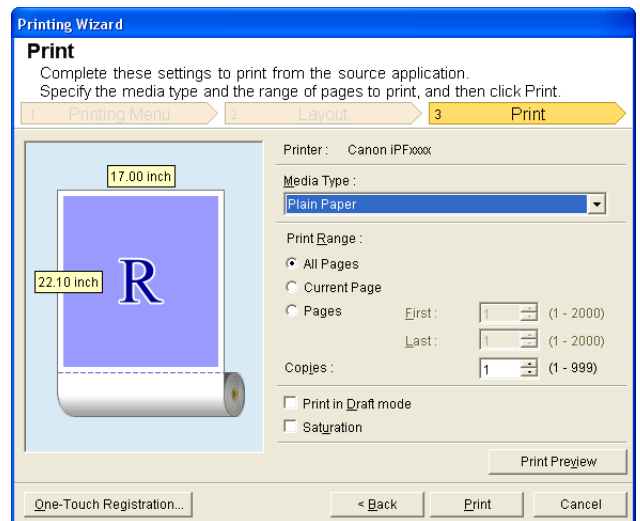 Printing Wizard
Print
Complete these settings to print from the source application.
Specify the media type and the range of pages to print, and then click Print.
1 Printing Menu 2 Layout 3 Print
Printer : Canon iPFxxxx
17.00 inch
Media Type :
Plain Paper
Print Range :
All Pages
22.10 inch
R
Current Page
Pages First : 1 (1 - 2000)
Last : 1 (1 - 2000)
Copies : 1 (1 - 999)
Print in Draft mode
Saturation
Print Preview
One-Touch Registration... < Back Print Cancel